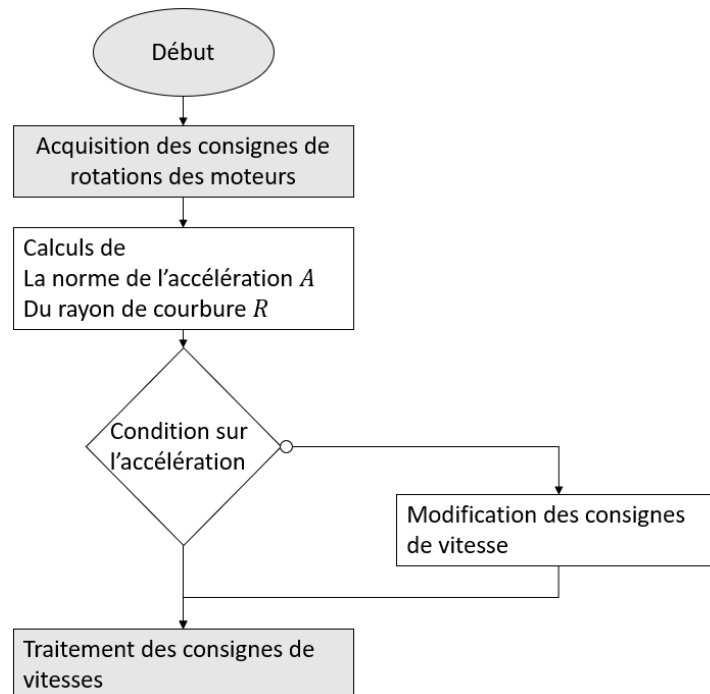 Début
Acquisition des consignes de
rotations des moteurs
Calculs de
La norme de l’accélération A
Du rayon de courbure R
Condition sur
l’accélération
Modification des consignes
de vitesse
Traitement des consignes de
vitesses